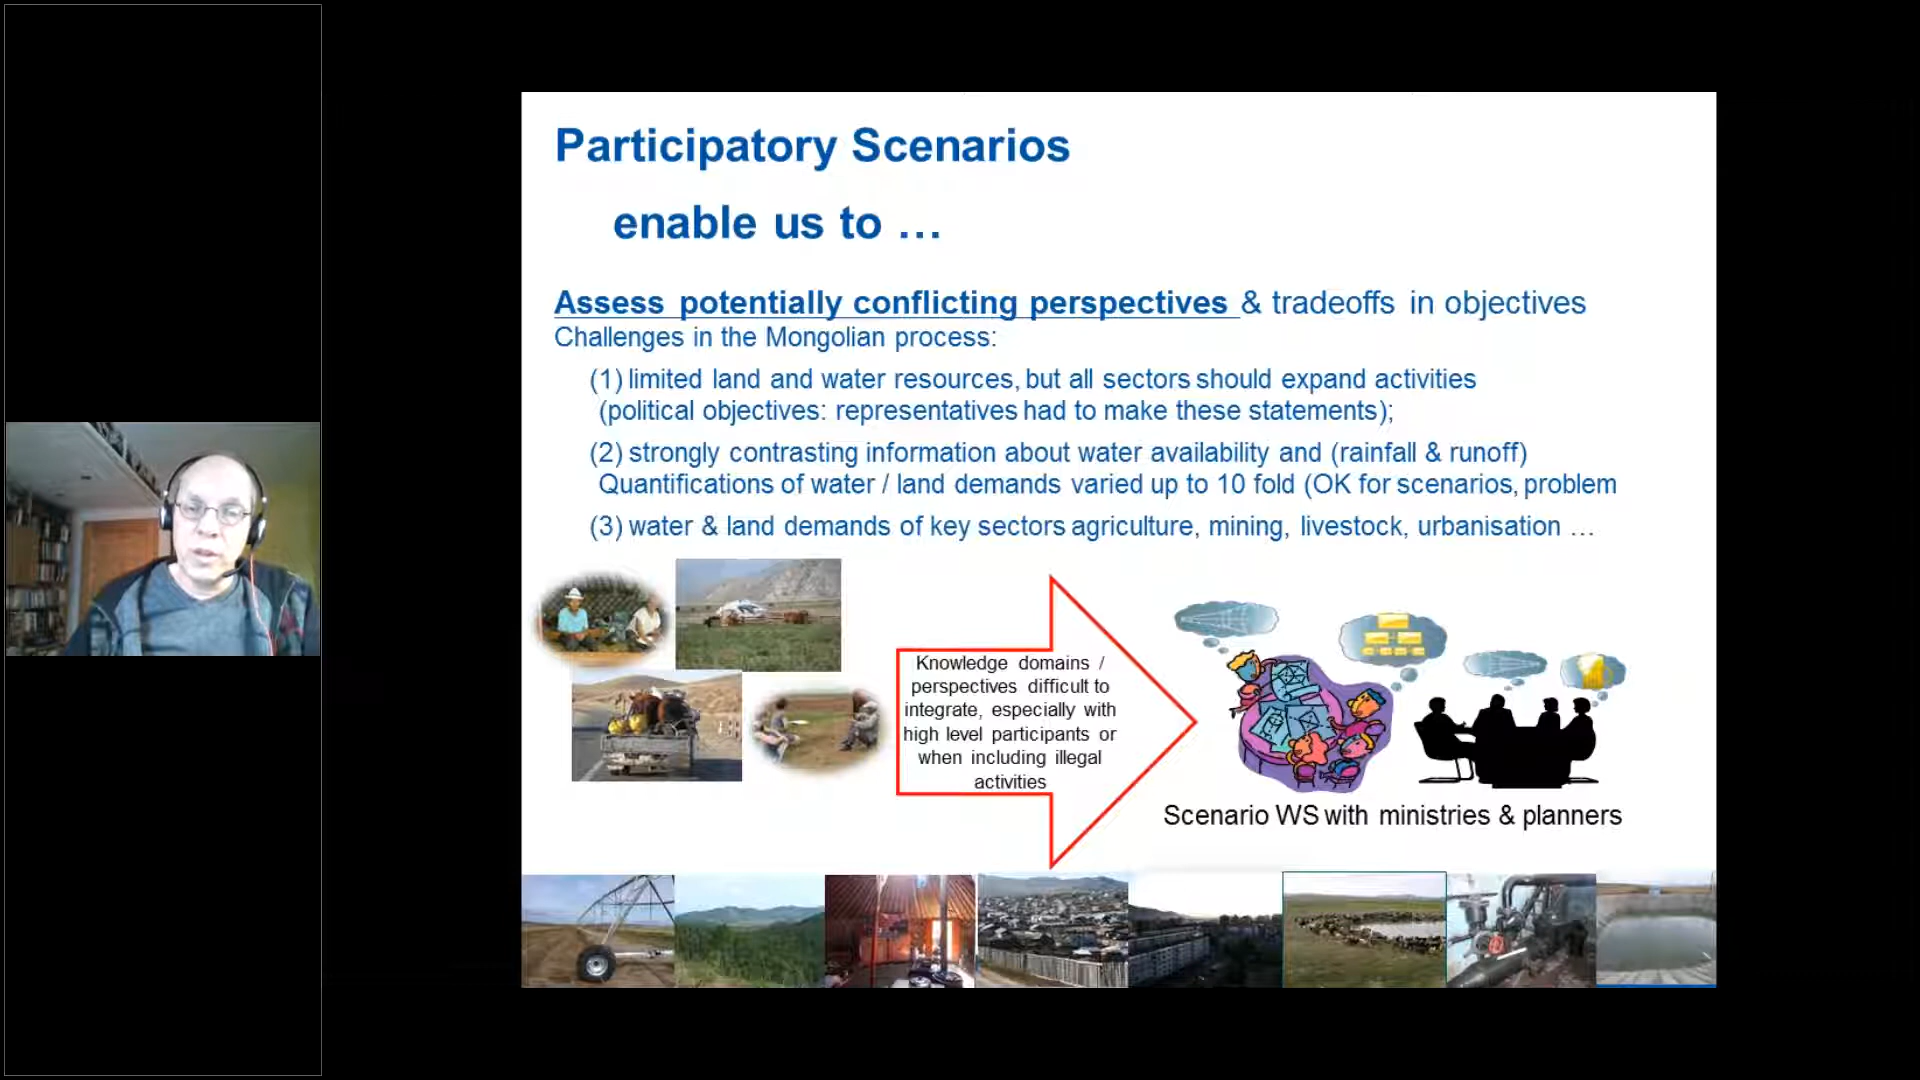 Participatory Scenarios
enable us to …
Assess potentially conflicting perspectives & tradeoffs in objectives
Challenges in the Mongolian process:
(1) limited land and water resources, but all sectors should expand activities
(political objectives: representatives had to make these statements);
(2) strongly contrasting information about water availability and (rainfall & runoff)
Quantifications of water / land demands varied up to 10 fold (OK for scenarios, problem
(3) water & land demands of key sectors agriculture, mining, livestock, urbanisation …
Knowledge domains /
perspectives difficult to
integrate, especially with
high level participants or
when including illegal
activities
Scenario WS with ministries & planners